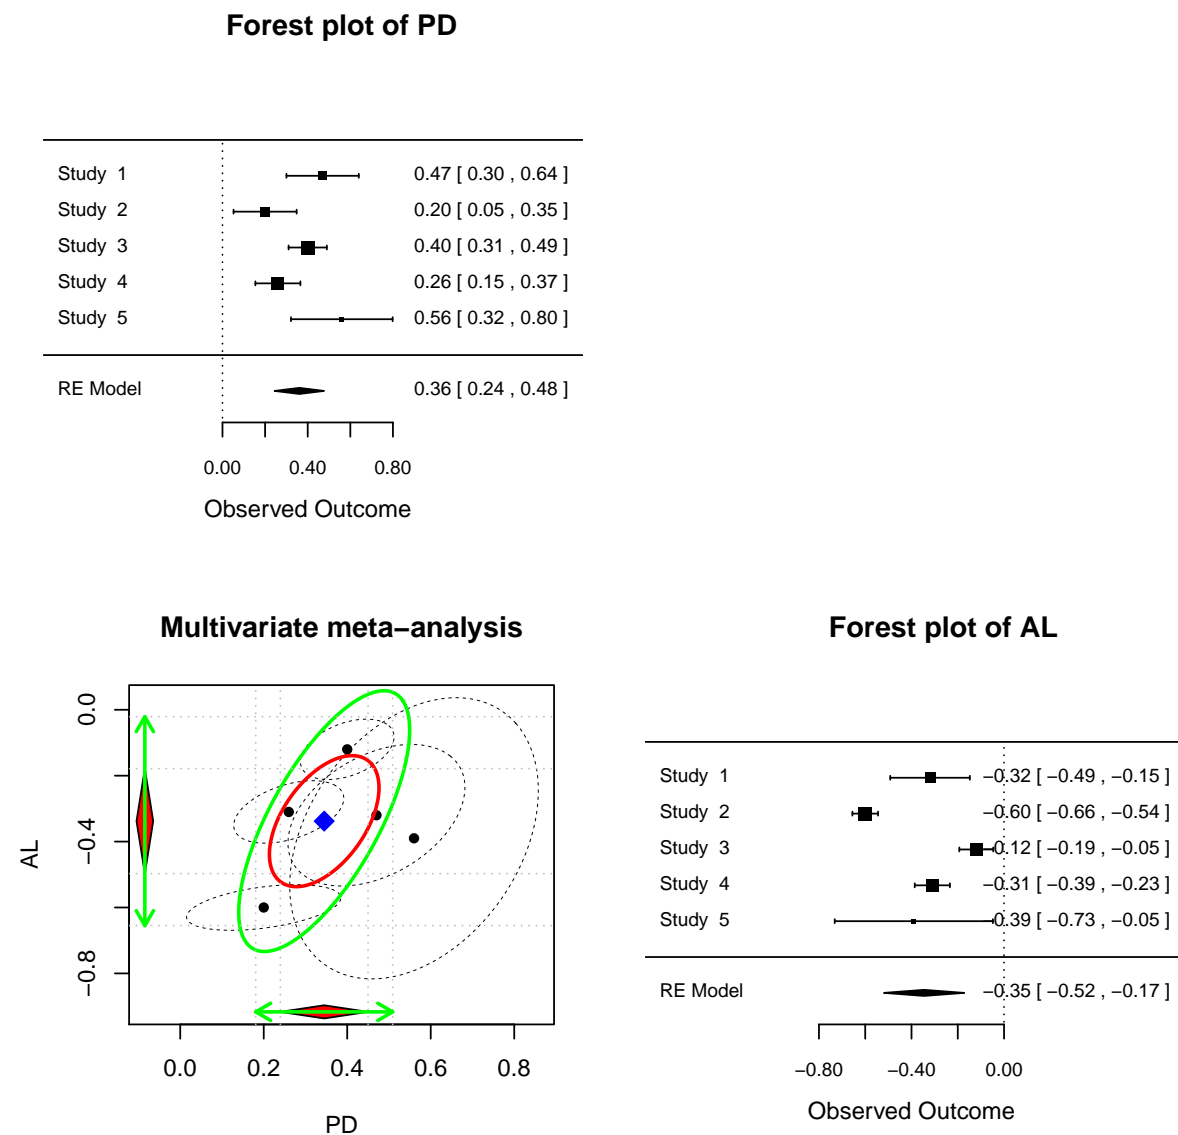 Forest plot of PD
Study 1 0.47 [ 0.30 , 0.64 ]
Study 2 0.20 [ 0.05 , 0.35 ]
Study 3 0.40 [ 0.31 , 0.49 ]
Study 4 0.26 [ 0.15 , 0.37 ]
Study 5 0.56 [ 0.32 , 0.80 ]
RE Model 0.36 [ 0.24 , 0.48 ]
0.00 0.40 0.80
Observed Outcome
Multivariate meta−analysis
0.0
−0.4
−0.8
AL
0.0 0.2 0.4 0.6 0.8
PD
Forest plot of AL
Study 1 −0.32 [ −0.49 , −0.15 ]
Study 2 −0.60 [ −0.66 , −0.54 ]
Study 3 −0.12 [ −0.19 , −0.05 ]
Study 4 −0.31 [ −0.39 , −0.23 ]
Study 5 −0.39 [ −0.73 , −0.05 ]
RE Model −0.35 [ −0.52 , −0.17 ]
−0.80 −0.40 0.00
Observed Outcome